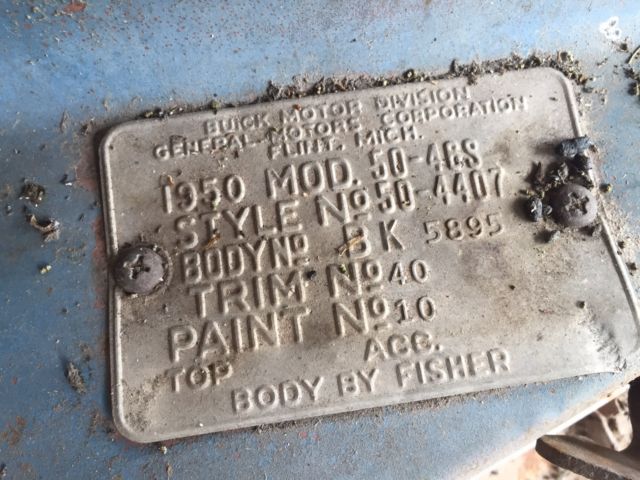 BUICK MOTOR DIVISION
GENERAL MOTORS CORPORATION
FLINT, MICH.
1950 MOD. 50-46S
STYLE Nº 50-4407
BODY Nº BK 5895
TRIM Nº 40
PAINT Nº 10
TOP ACC.
BODY BY FISHER